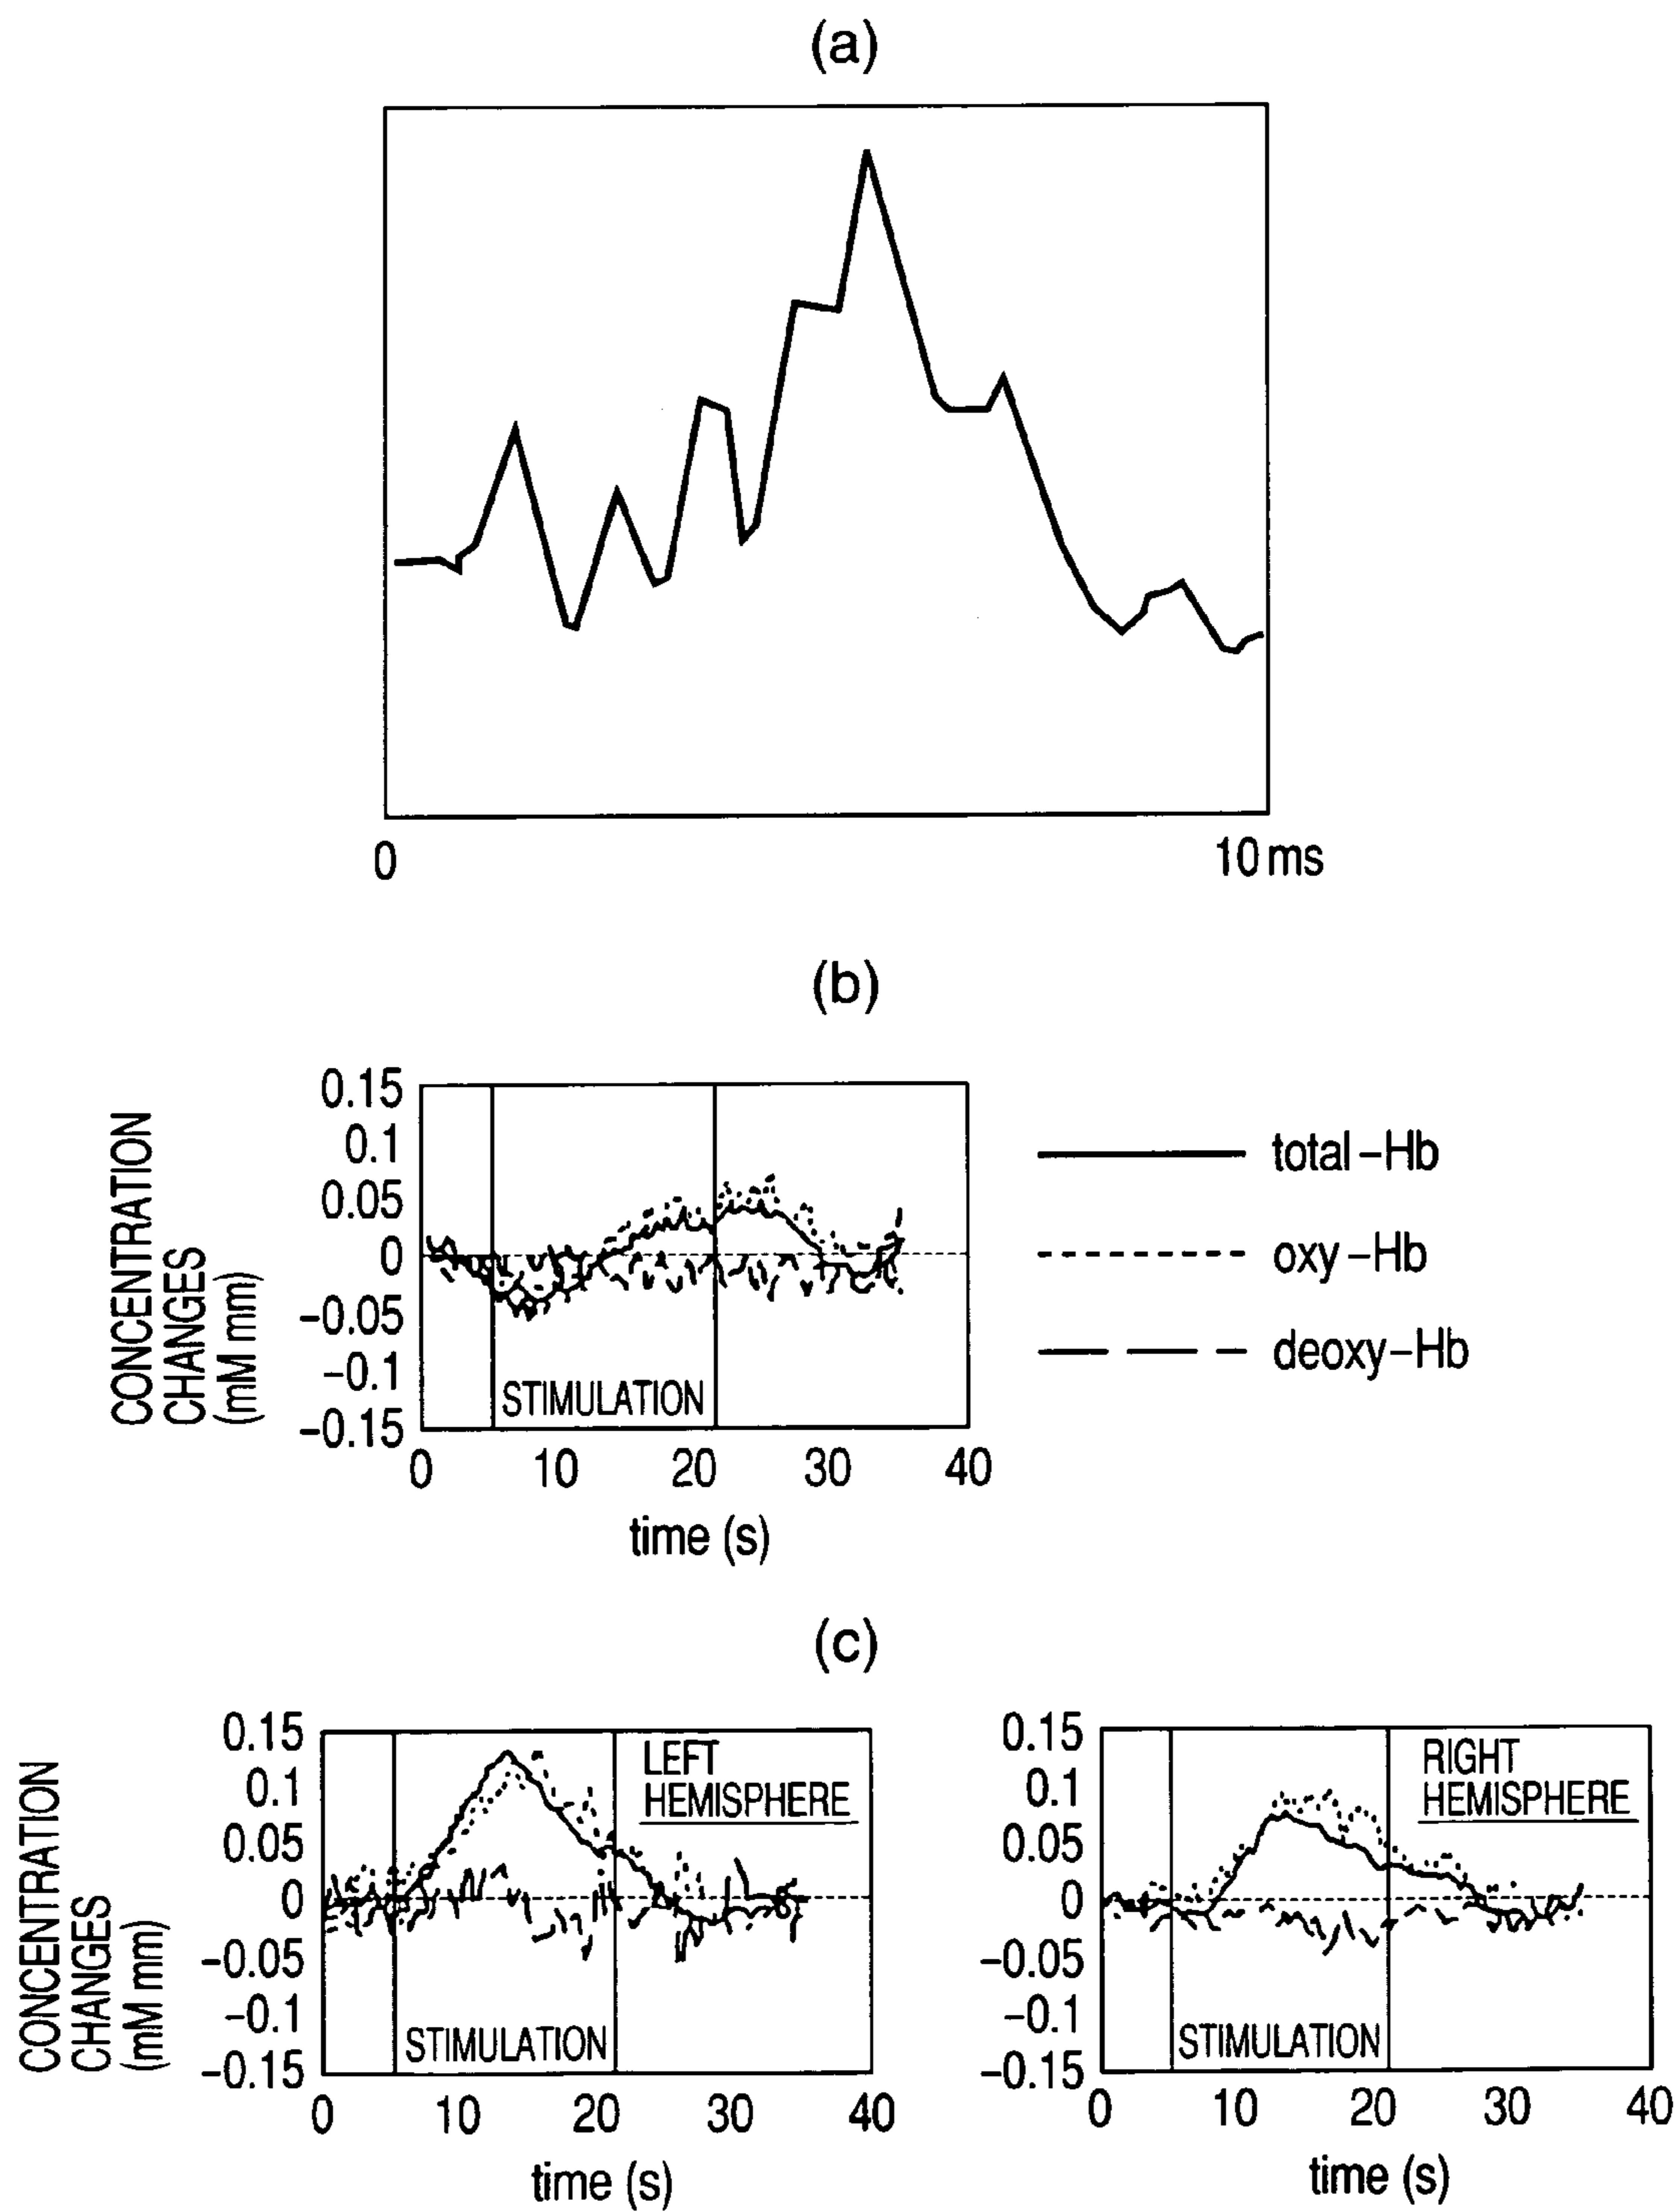 (a)
0
10 ms
(b)
CONCENTRATION
CHANGES
(mM mm)
0.15
0.1
0.05
0
−0.05
−0.1
−0.15
STIMULATION
0
10
20
30
40
time (s)
total−Hb
oxy−Hb
deoxy−Hb
(c)
CONCENTRATION
CHANGES
(mM mm)
0.15
0.1
0.05
0
−0.05
−0.1
−0.15
LEFT
HEMISPHERE
STIMULATION
0
10
20
30
40
time (s)
0.15
0.1
0.05
0
−0.05
−0.1
−0.15
RIGHT
HEMISPHERE
STIMULATION
0
10
20
30
40
time (s)